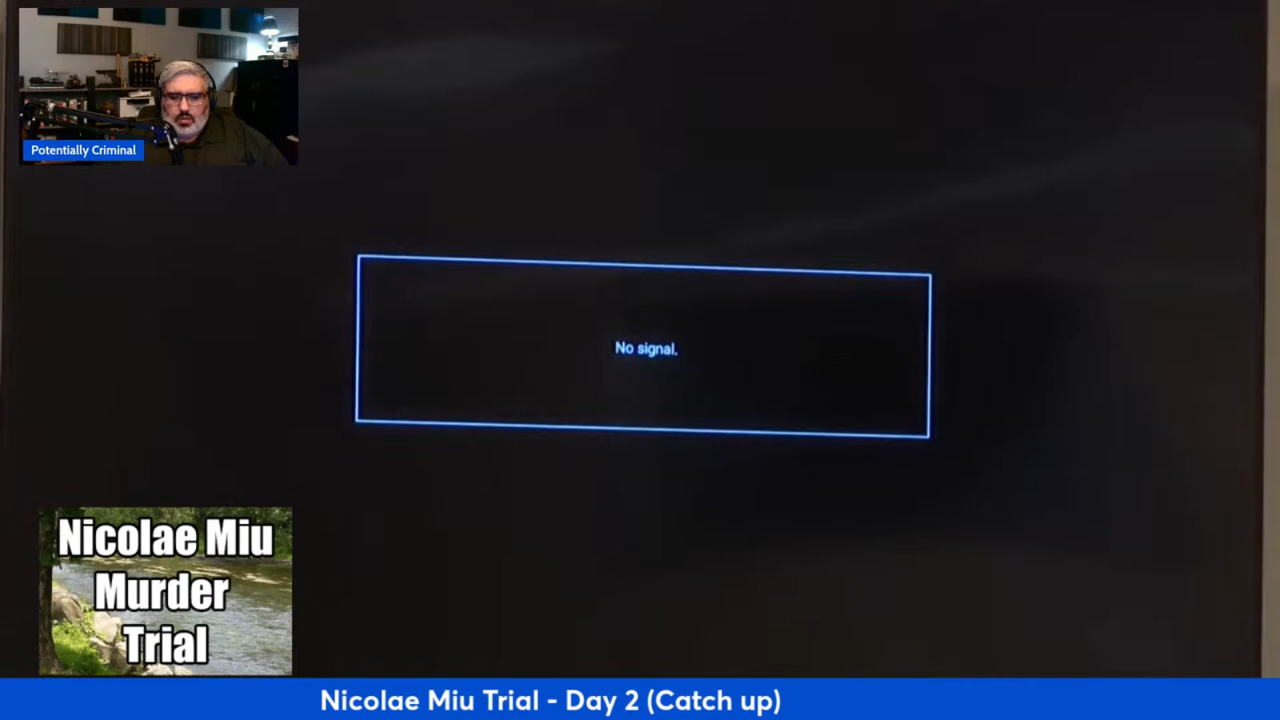 Potentially Criminal
No signal.
Nicolae Miu
Murder
Trial
Nicolae Miu Trial - Day 2 (Catch up)